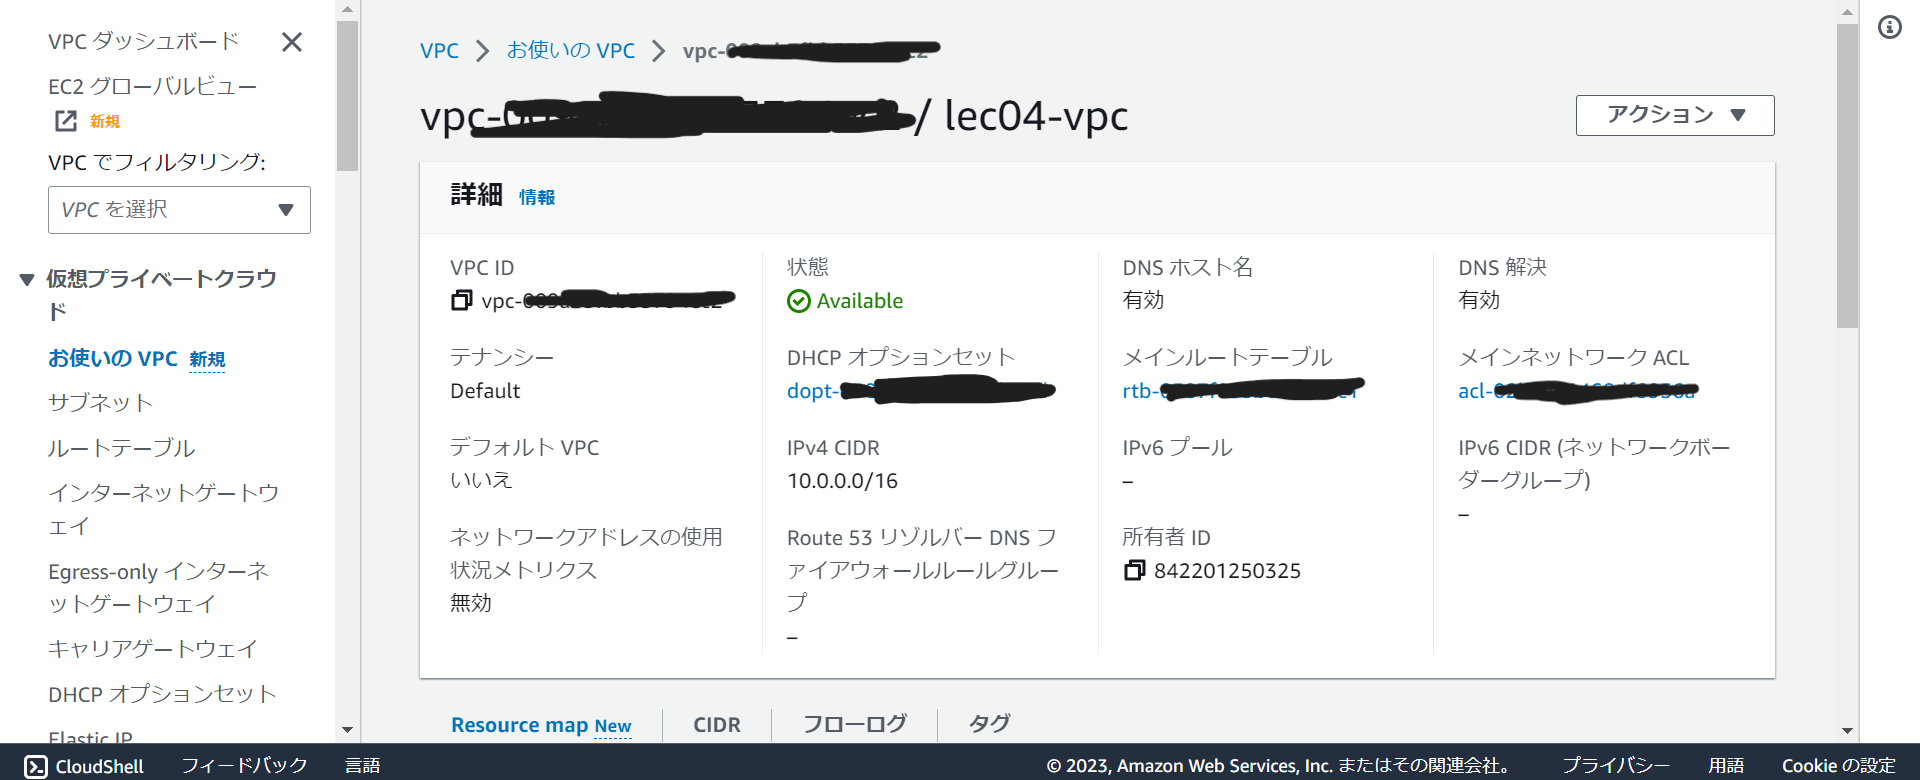 VPC ダッシュボード
EC2 グローバルビュー
新規
VPC でフィルタリング:
VPC を選択
仮想プライベートクラウ
ド
お使いの VPC 新規
サブネット
ルートテーブル
インターネットゲートウ
ェイ
Egress-only インターネ
ットゲートウェイ
キャリアゲートウェイ
DHCP オプションセット
Elastic IP
VPC
お使いの VPC
vpc-
vpc- / lec04-vpc
アクション
詳細 情報
VPC ID
vpc-
テナンシー
Default
デフォルト VPC
いいえ
ネットワークアドレスの使用
状況メトリクス
無効
状態
Available
DHCP オプションセット
dopt-
IPv4 CIDR
10.0.0.0/16
Route 53 リゾルバー DNS フ
ァイアウォールルールグルー
プ
–
DNS ホスト名
有効
メインルートテーブル
rtb-
IPv6 プール
–
所有者 ID
842201250325
DNS 解決
有効
メインネットワーク ACL
acl-
IPv6 CIDR (ネットワークボー
ダーグループ)
–
Resource map New
CIDR
フローログ
タグ
CloudShell
フィードバック
言語
© 2023, Amazon Web Services, Inc. またはその関連会社。
プライバシー
用語
Cookie の設定